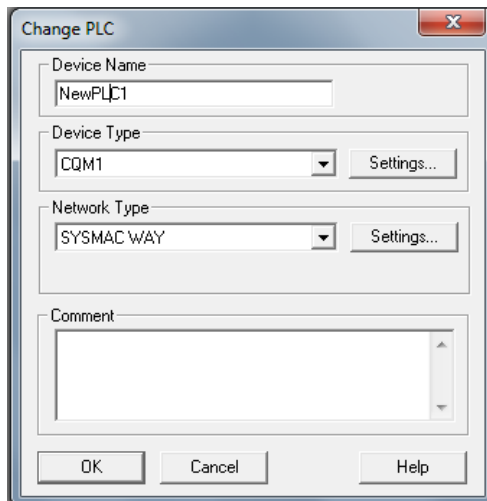 Change PLC
Device Name
NewPLC1
Device Type
CQM1
Settings...
Network Type
SYSMAC WAY
Settings...
Comment
OK
Cancel
Help